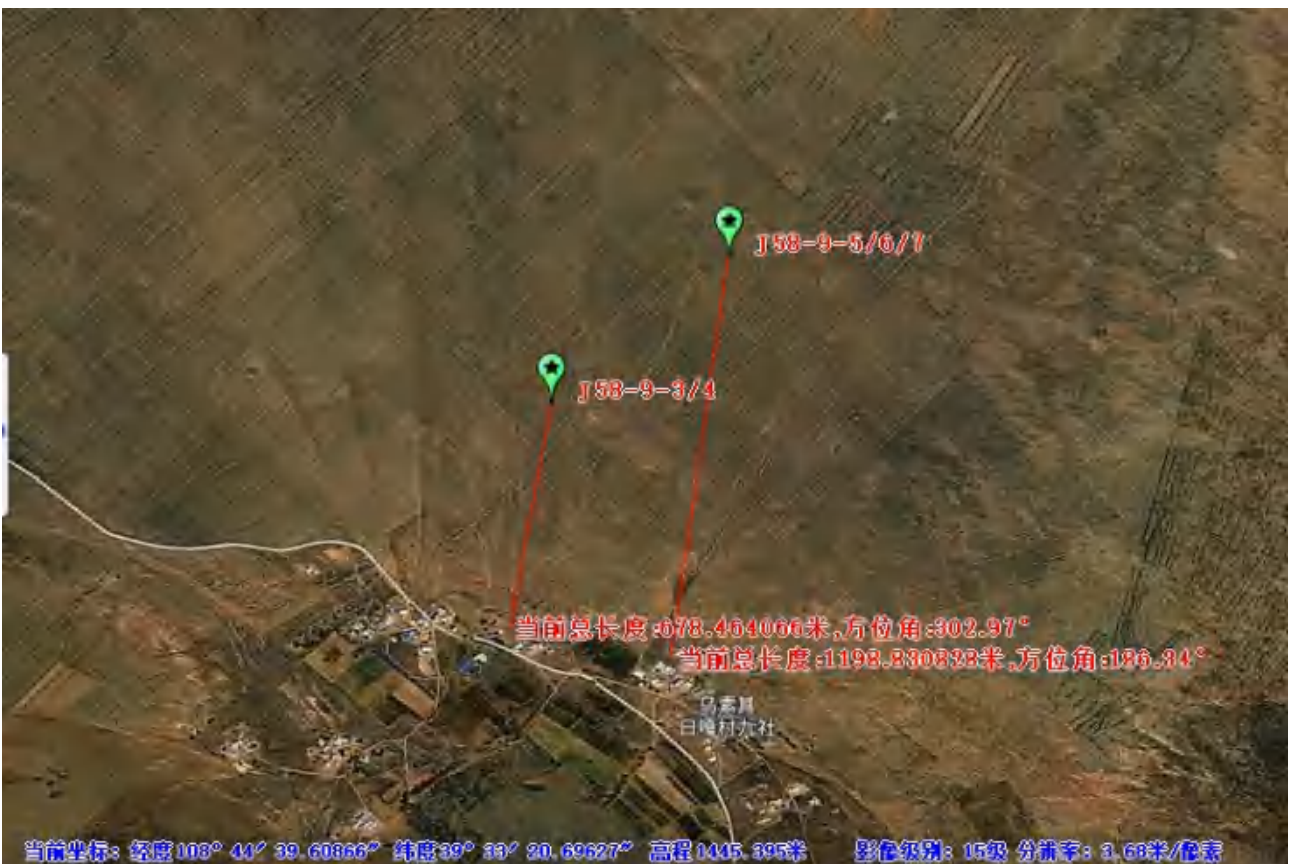 J58-9-5/6/7
J58-9-3/4
当前总长度:678.464066米,方位角:302.97°
当前总长度:1198.830828米,方位角:186.34°
乌素其
日嘎村九社
当前坐标: 经度108° 44′ 39.60866″ 纬度39° 33′ 20.69627″ 高程1445.395米 影像级别: 15级 分辨率: 3.68米/像素